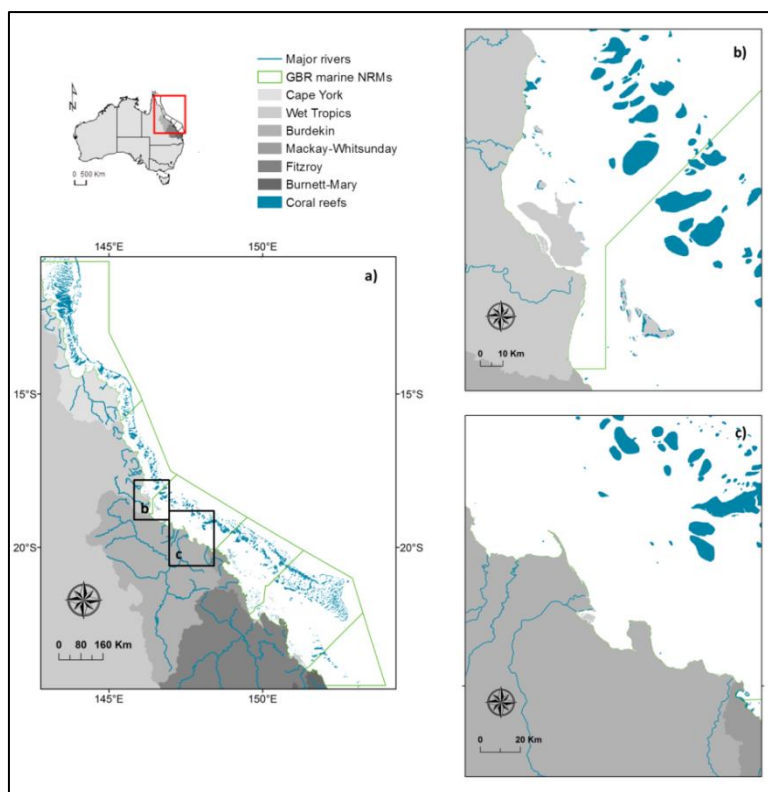 N
0 500 Km
Major rivers
GBR marine NRMs
Cape York
Wet Tropics
Burdekin
Mackay-Whitsunday
Fitzroy
Burnett-Mary
Coral reefs
b)
0 10 Km
145°E 150°E
a)
15°S 15°S
b
c
20°S 20°S
0 80 160 Km
145°E 150°E
c)
0 20 Km